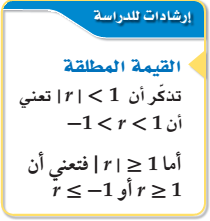 إرشادات للدراسة
القيمة المطلقة
تذكّر أن |r| < 1 تعني
أن −1 < r < 1
أما |r| ≥ 1 فتعني أن
r ≥ 1 أو r ≤ −1